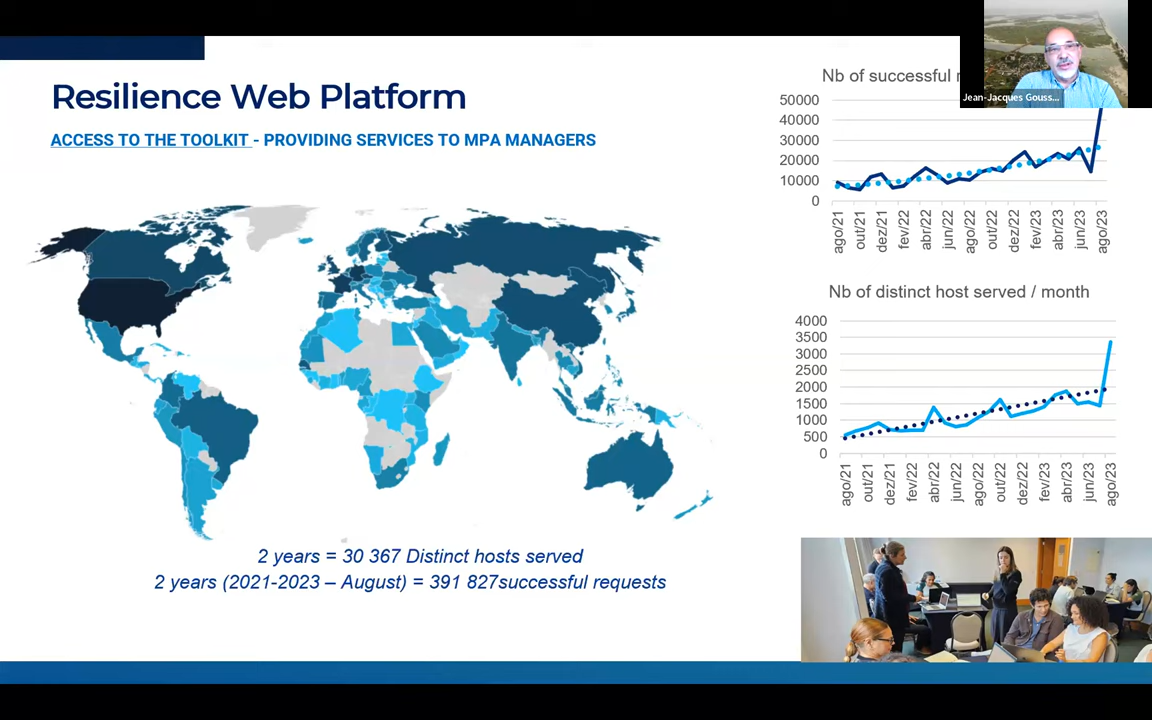 Resilience Web Platform
ACCESS TO THE TOOLKIT - PROVIDING SERVICES TO MPA MANAGERS
2 years = 30 367 Distinct hosts served
2 years (2021-2023 – August) = 391 827successful requests
Nb of successful
Jean-Jacques Gouss...
50000
40000
30000
20000
10000
0
ago/21
out/21
dez/21
fev/22
abr/22
jun/22
ago/22
out/22
dez/22
fev/23
abr/23
jun/23
ago/23
Nb of distinct host served / month
4000
3500
3000
2500
2000
1500
1000
500
0
ago/21
out/21
dez/21
fev/22
abr/22
jun/22
ago/22
out/22
dez/22
fev/23
abr/23
jun/23
ago/23